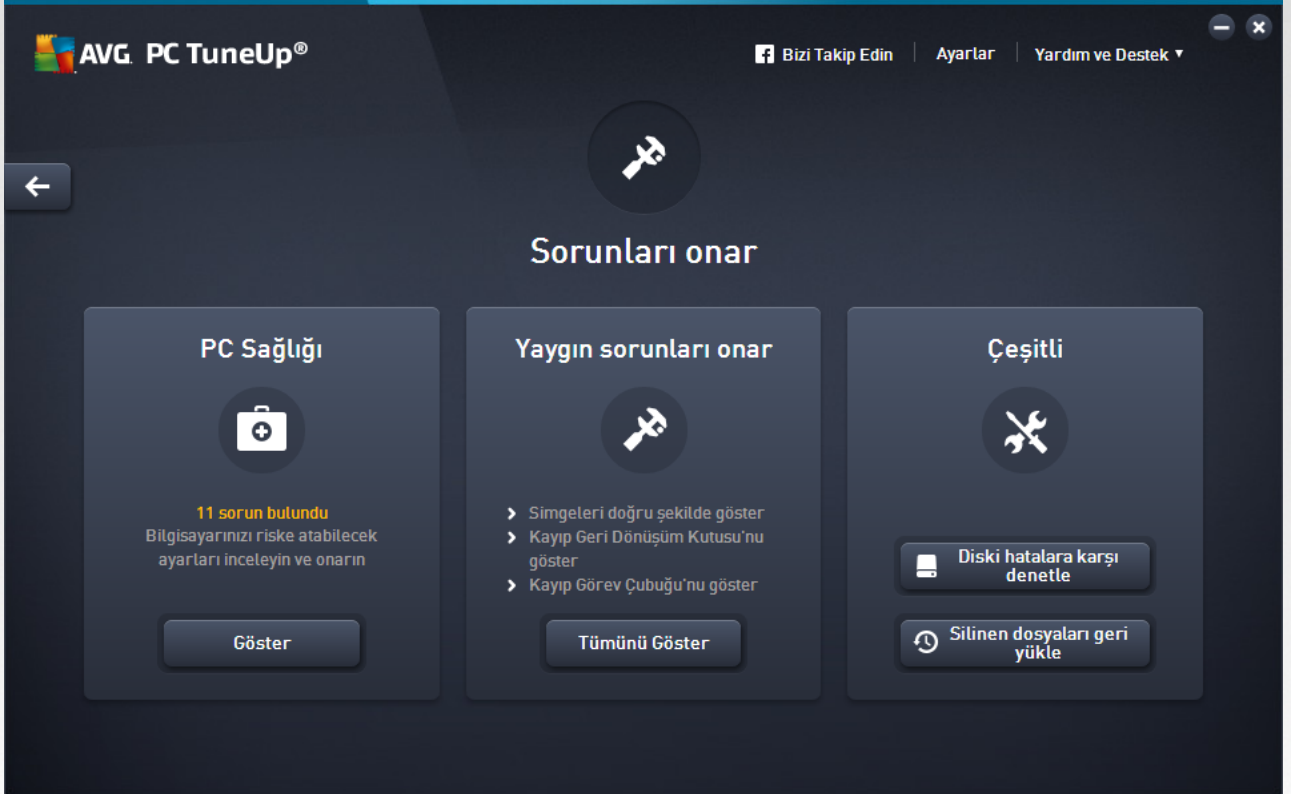 AVG. PC TuneUp®
Bizi Takip Edin
Ayarlar
Yardım ve Destek
Sorunları onar
PC Sağlığı
11 sorun bulundu
Bilgisayarınızı riske atabilecek
ayarları inceleyin ve onarın
Göster
Yaygın sorunları onar
Simgeleri doğru şekilde göster
Kayıp Geri Dönüşüm Kutusu'nu
göster
Kayıp Görev Çubuğu'nu göster
Tümünü Göster
Çeşitli
Diski hatalara karşı
denetle
Silinen dosyaları geri
yükle